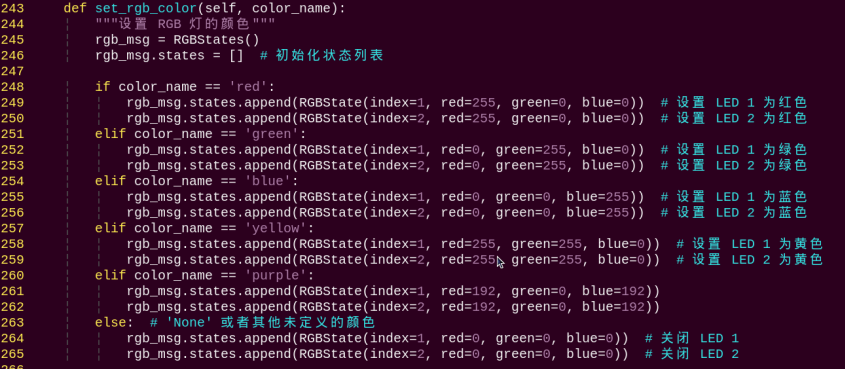 243 def set_rgb_color(self, color_name):
244 """设置 RGB 灯的颜色"""
245 rgb_msg = RGBStates()
246 rgb_msg.states = [] # 初始化状态列表
247
248 if color_name == 'red':
249 rgb_msg.states.append(RGBState(index=1, red=255, green=0, blue=0)) # 设置 LED 1 为红色
250 rgb_msg.states.append(RGBState(index=2, red=255, green=0, blue=0)) # 设置 LED 2 为红色
251 elif color_name == 'green':
252 rgb_msg.states.append(RGBState(index=1, red=0, green=255, blue=0)) # 设置 LED 1 为绿色
253 rgb_msg.states.append(RGBState(index=2, red=0, green=255, blue=0)) # 设置 LED 2 为绿色
254 elif color_name == 'blue':
255 rgb_msg.states.append(RGBState(index=1, red=0, green=0, blue=255)) # 设置 LED 1 为蓝色
256 rgb_msg.states.append(RGBState(index=2, red=0, green=0, blue=255)) # 设置 LED 2 为蓝色
257 elif color_name == 'yellow':
258 rgb_msg.states.append(RGBState(index=1, red=255, green=255, blue=0)) # 设置 LED 1 为黄色
259 rgb_msg.states.append(RGBState(index=2, red=255, green=255, blue=0)) # 设置 LED 2 为黄色
260 elif color_name == 'purple':
261 rgb_msg.states.append(RGBState(index=1, red=192, green=0, blue=192))
262 rgb_msg.states.append(RGBState(index=2, red=192, green=0, blue=192))
263 else: # 'None' 或者其他未定义的颜色
264 rgb_msg.states.append(RGBState(index=1, red=0, green=0, blue=0)) # 关闭 LED 1
265 rgb_msg.states.append(RGBState(index=2, red=0, green=0, blue=0)) # 关闭 LED 2